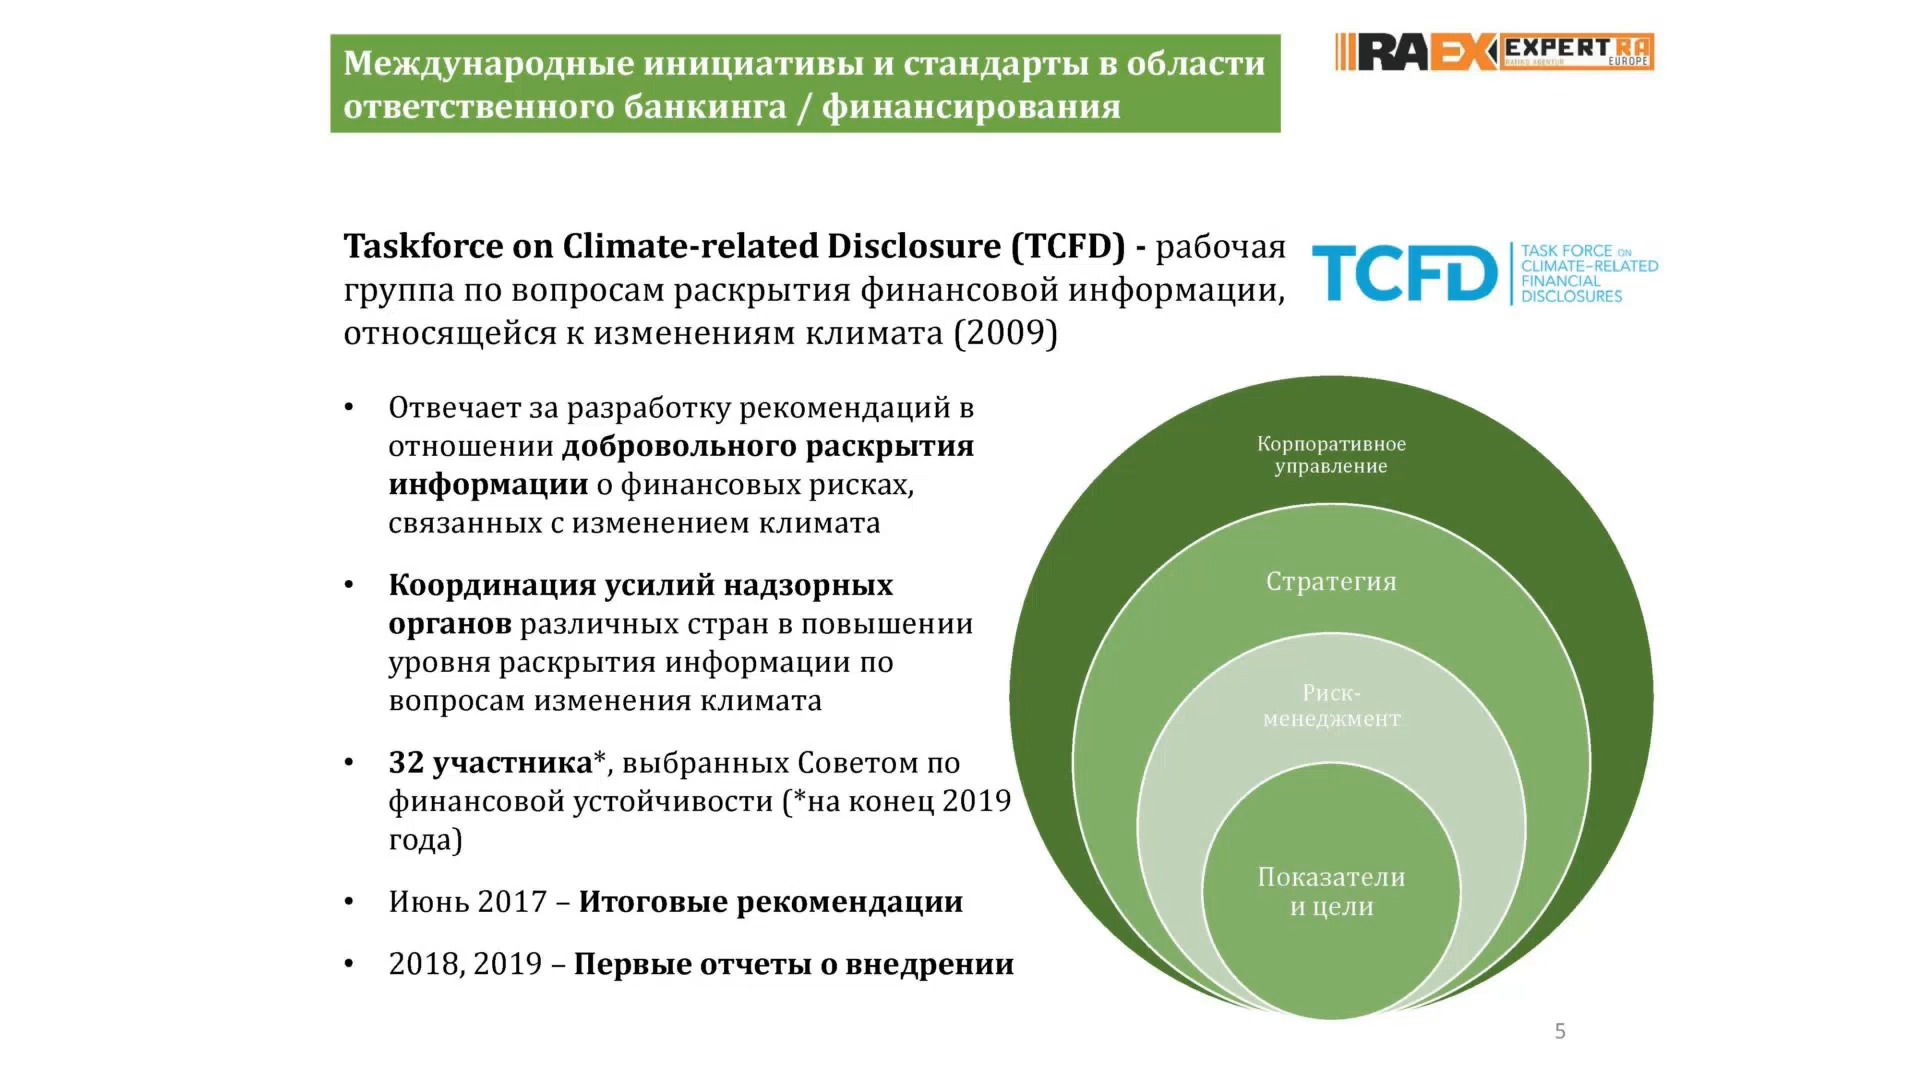 Международные инициативы и стандарты в области
ответственного банкинга / финансирования
RAEX EXPERT RA
RATING AGENTUR EUROPE
Taskforce on Climate-related Disclosure (TCFD) - рабочая
группа по вопросам раскрытия финансовой информации,
относящейся к изменениям климата (2009)
TCFD
TASK FORCE ON
CLIMATE-RELATED
FINANCIAL
DISCLOSURES
• Отвечает за разработку рекомендаций в
отношении добровольного раскрытия
информации о финансовых рисках,
связанных с изменением климата
• Координация усилий надзорных
органов различных стран в повышении
уровня раскрытия информации по
вопросам изменения климата
• 32 участника*, выбранных Советом по
финансовой устойчивости (*на конец 2019
года)
• Июнь 2017 – Итоговые рекомендации
• 2018, 2019 – Первые отчеты о внедрении
Корпоративное
управление
Стратегия
Риск-
менеджмент
Показатели
и цели
5